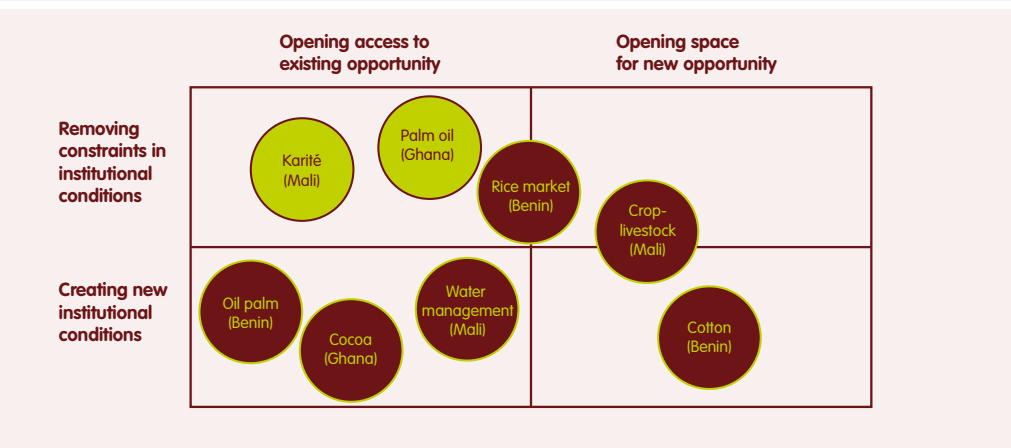 Opening access to
existing opportunity
Opening space
for new opportunity
Removing
constraints in
institutional
conditions
Karité
(Mali)
Palm oil
(Ghana)
Rice market
(Benin)
Crop-
livestock
(Mali)
Creating new
institutional
conditions
Oil palm
(Benin)
Cocoa
(Ghana)
Water
management
(Mali)
Cotton
(Benin)